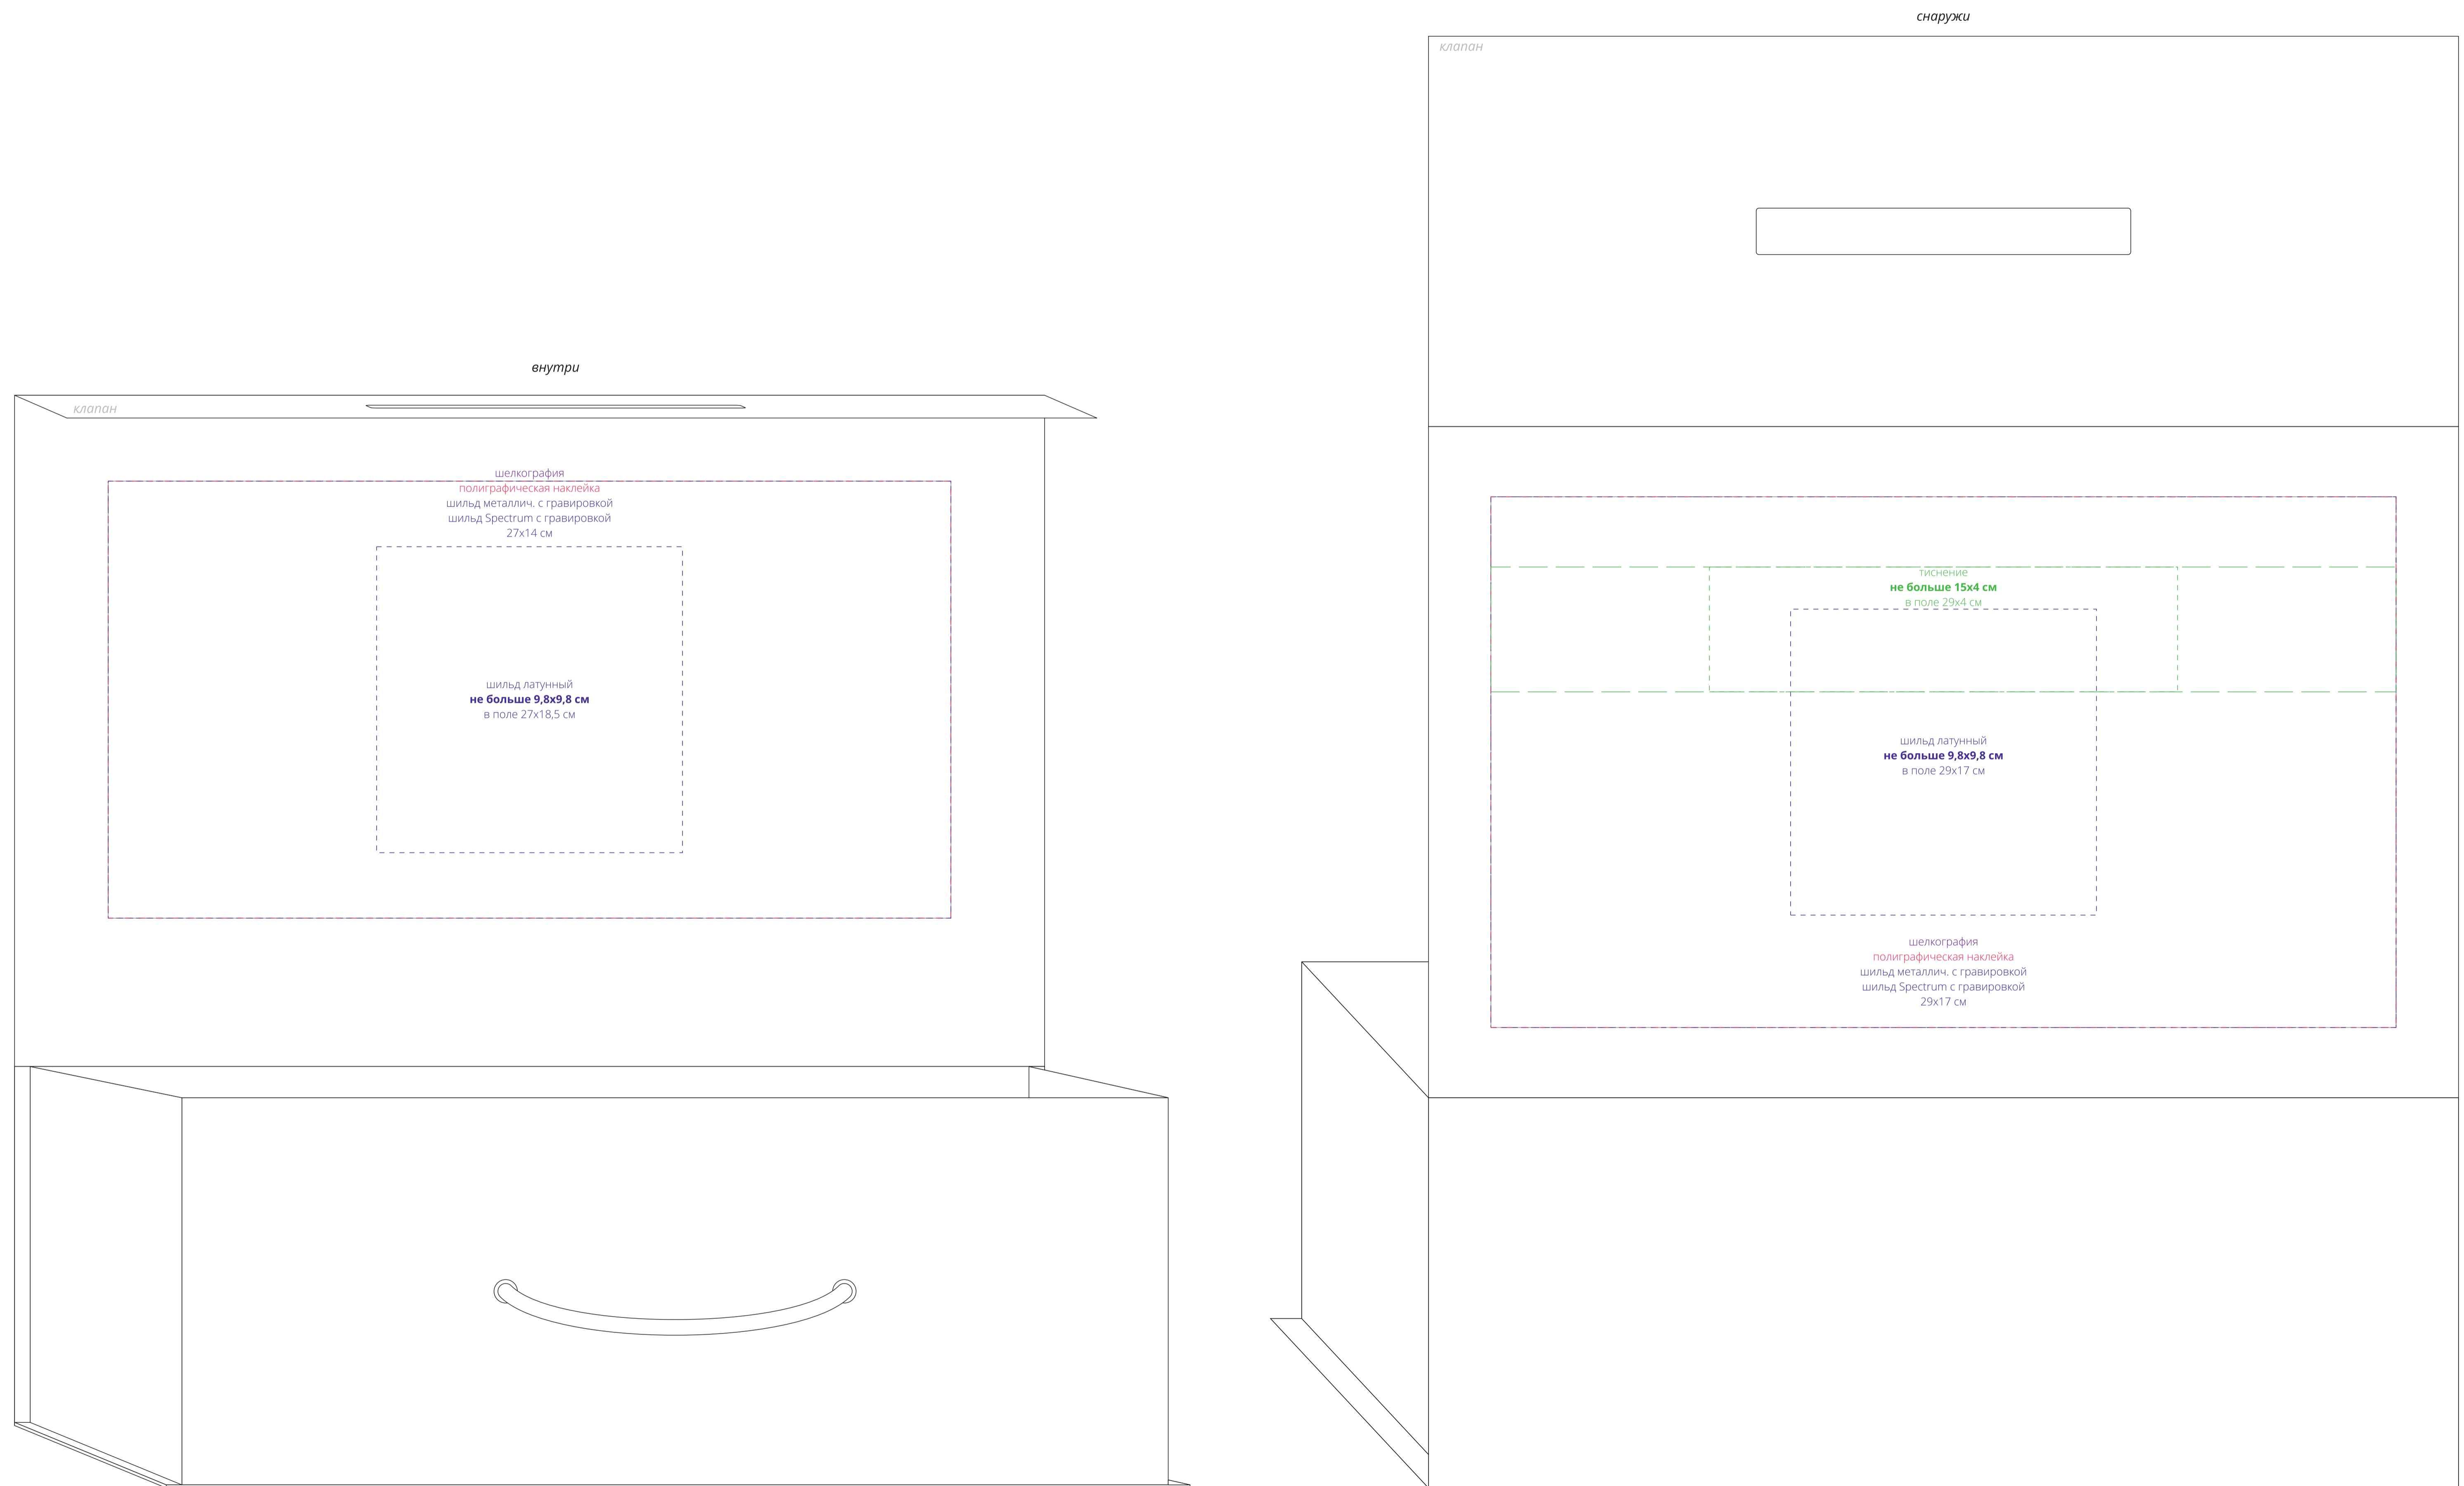 снаружи
клапан
внутри
клапан
шелкография
полиграфическая наклейка
шильд металлич. с гравировкой
шильд Spectrum с гравировкой
27х14 см
шильд латунный
не больше 9,8х9,8 см
в поле 27х18,5 см
тиснение
не больше 15х4 см
в поле 29х4 см
шильд латунный
не больше 9,8х9,8 см
в поле 29х17 см
шелкография
полиграфическая наклейка
шильд металлич. с гравировкой
шильд Spectrum с гравировкой
29х17 см